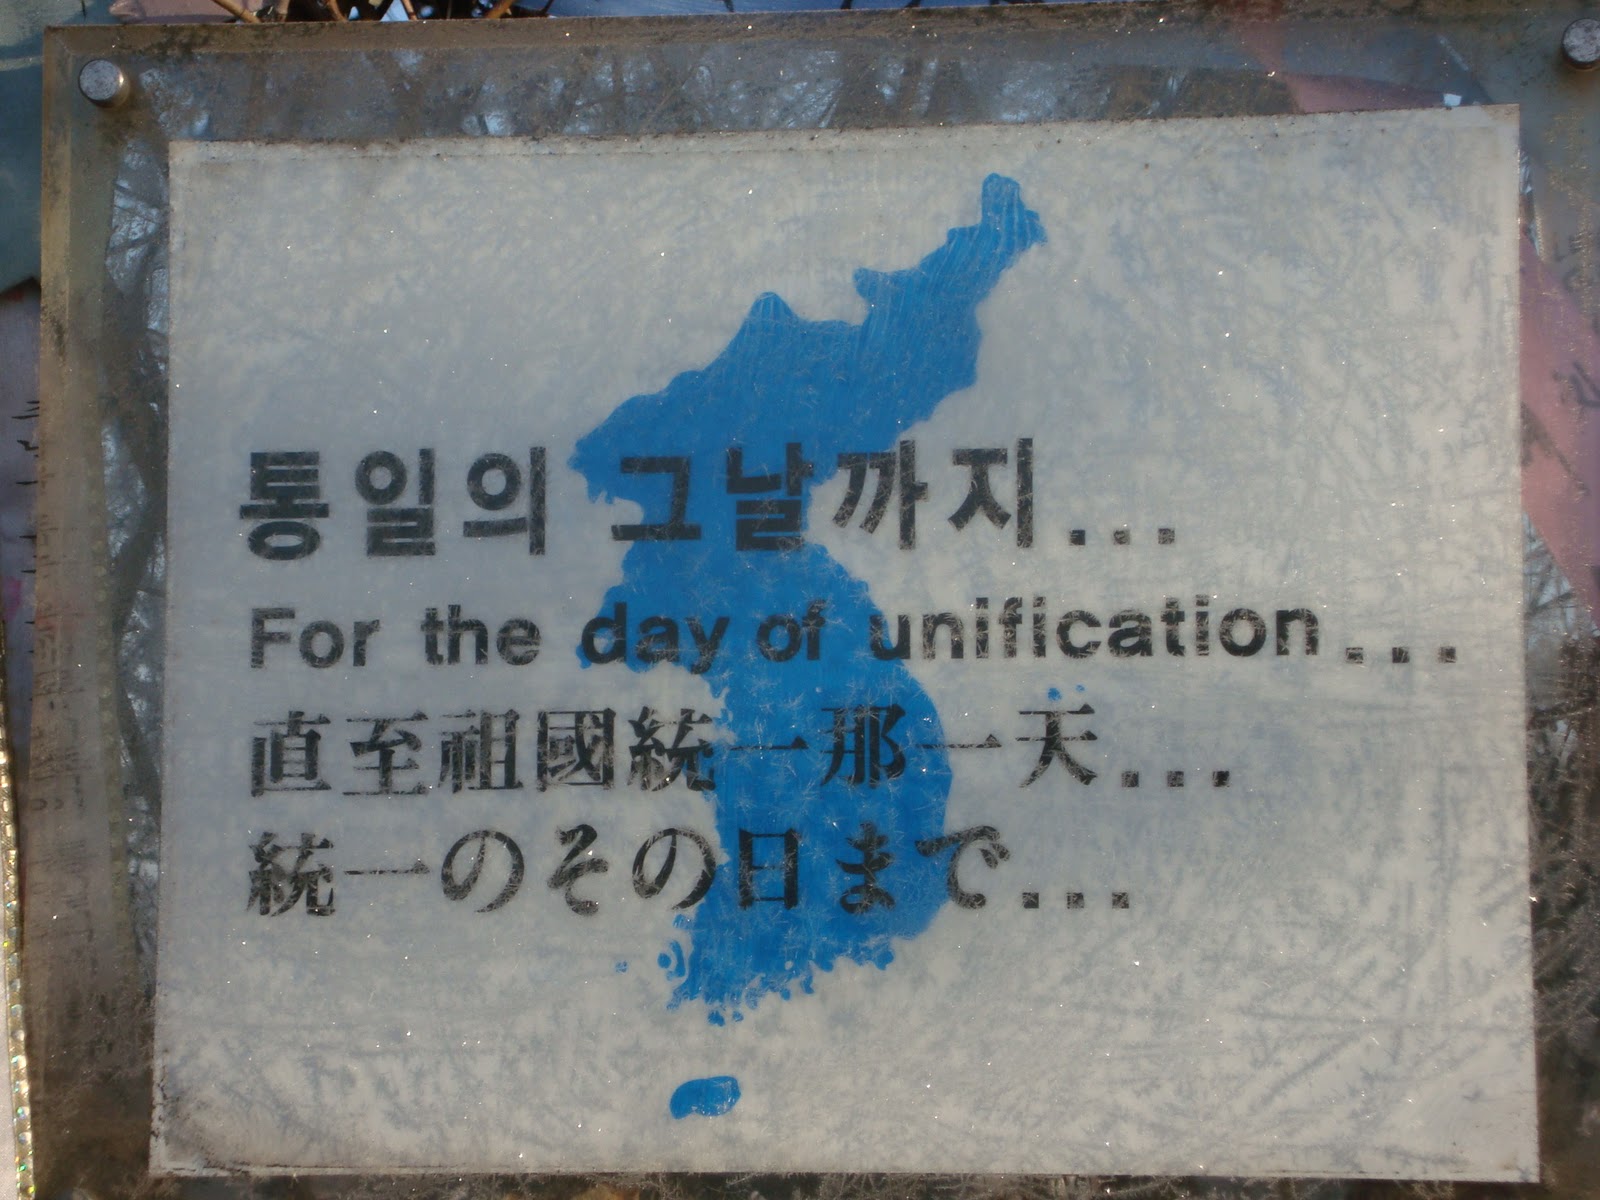 통일의 그날까지...
For the day of unification...
直至祖國統一那一天...
統一のその日まで...